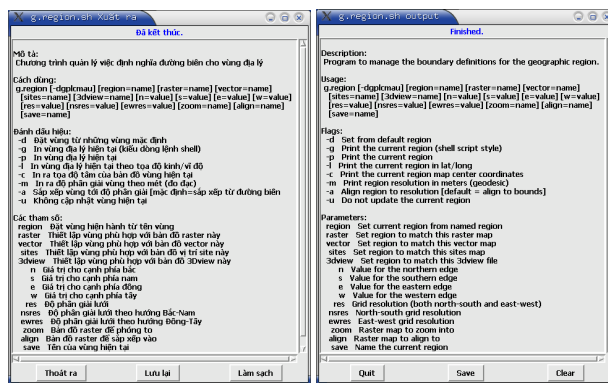 g.region.sh Xuất ra
Đã kết thúc.
Mô tả:
Chương trình quản lý việc định nghĩa đường biên cho vùng địa lý
Cách dùng:
g.region [-dgplcmau] [region=name] [raster=name] [vector=name]
[sites=name] [3dview=name] [n=value] [s=value] [e=value] [w=value]
[res=value] [nsres=value] [ewres=value] [zoom=name] [align=name]
[save=name]
Đánh dấu hiệu:
-d Đặt vùng từ những vùng mặc định
-g In vùng địa lý hiện tại (kiểu dòng lệnh shell)
-p In vùng địa lý hiện tại
-l In vùng địa lý hiện tại theo tọa độ kinh/vĩ độ
-c In ra tọa độ tâm của bản đồ vùng hiện tại
-m In ra độ phân giải vùng theo mét (đo đạc)
-a Sắp xếp vùng tới độ phân giải [mặc định=sắp xếp từ đường biên
-u Không cập nhật vùng hiện tại
Các tham số:
region Đặt vùng hiện hành từ tên vùng
raster Thiết lập vùng phù hợp với bản đồ raster này
vector Thiết lập vùng phù hợp với bản đồ vector này
sites Thiết lập vùng phù hợp với bản đồ vị trí site này
3dview Thiết lập vùng phù hợp với bản đồ 3Dview này
n Giá trị cho cạnh phía bắc
s Giá trị cho cạnh phía nam
e Giá trị cho cạnh phía đông
w Giá trị cho cạnh phía tây
res Độ phân giải lưới
nsres Độ phân giải lưới theo hướng Bắc-Nam
ewres Độ phân giải lưới theo hướng Đông-Tây
zoom Bản đồ raster để phóng to
align Bản đồ raster để sắp xếp vào
save Tên của vùng hiện tại
Thoát ra Lưu lại Làm sạch
g.region.sh output
Finished.
Description:
Program to manage the boundary definitions for the geographic region.
Usage:
g.region [-dgplcmau] [region=name] [raster=name] [vector=name]
[sites=name] [3dview=name] [n=value] [s=value] [e=value] [w=value]
[res=value] [nsres=value] [ewres=value] [zoom=name] [align=name]
[save=name]
Flags:
-d Set from default region
-g Print the current region (shell script style)
-p Print the current region
-l Print the current region in lat/long
-c Print the current region map center coordinates
-m Print region resolution in meters (geodesic)
-a Align region to resolution [default = align to bounds]
-u Do not update the current region
Parameters:
region Set current region from named region
raster Set region to match this raster map
vector Set region to match this vector map
sites Set region to match this sites map
3dview Set region to match this 3dview file
n Value for the northern edge
s Value for the southern edge
e Value for the eastern edge
w Value for the western edge
res Grid resolution (both north-south and east-west)
nsres North-south grid resolution
ewres East-west grid resolution
zoom Raster map to zoom into
align Raster map to align to
save Name the current region
Quit Save Clear